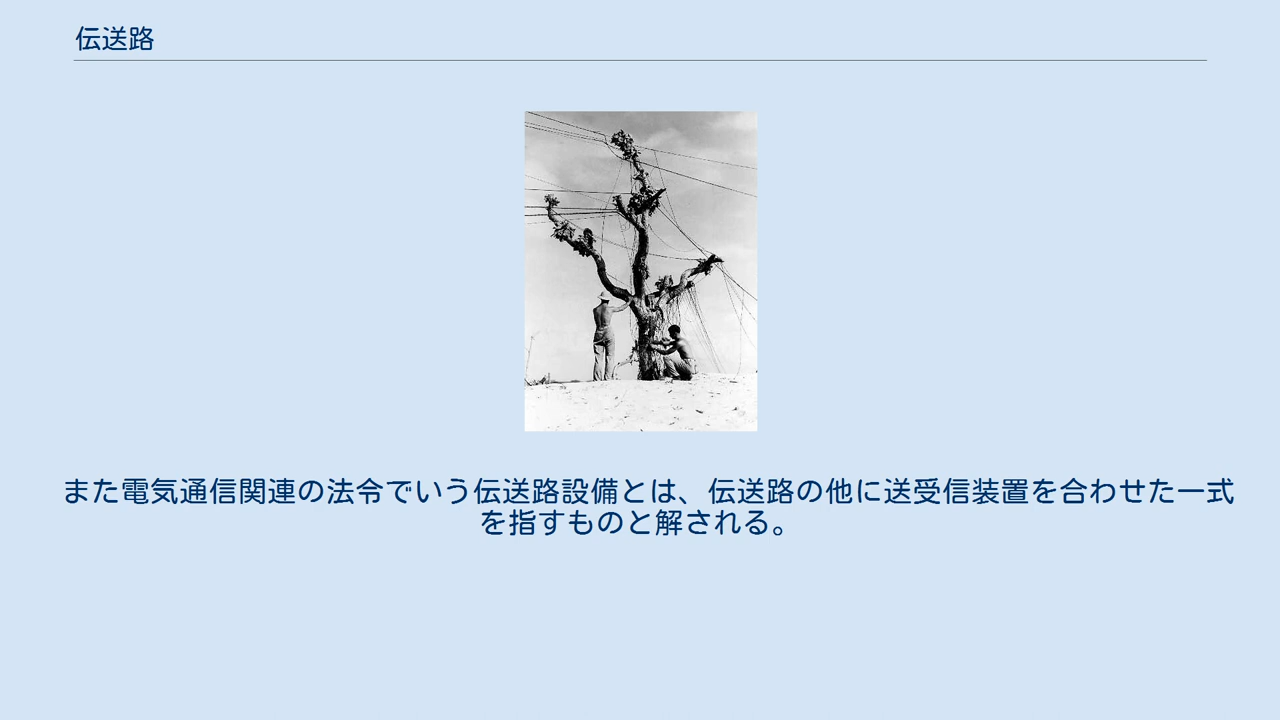 伝送路
また電気通信関連の法令でいう伝送路設備とは、伝送路の他に送受信装置を合わせた一式
を指すものと解される。